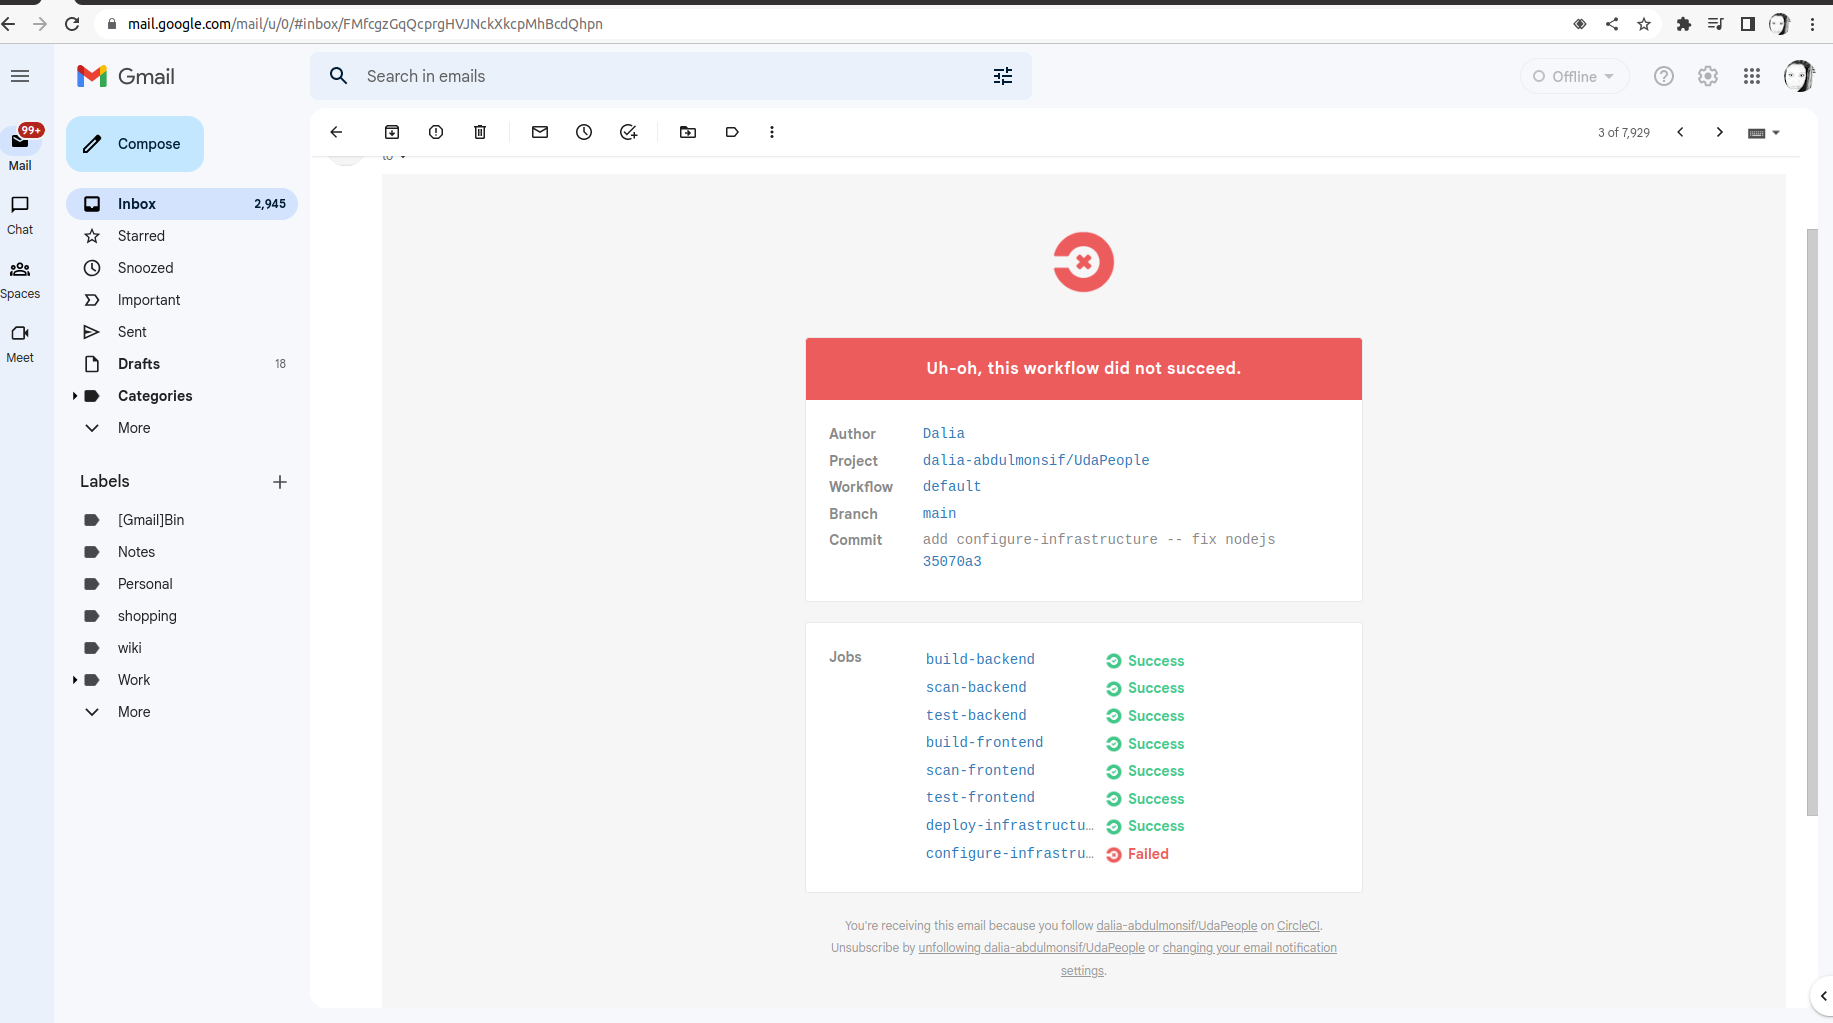 mail.google.com/mail/u/0/#inbox/FMfcgzGqQcprgHVJNckXkcpMhBcdQhpn
Gmail
Search in emails
Offline
99+
Mail
Chat
Spaces
Meet
Compose
Inbox 2,945
Starred
Snoozed
Important
Sent
Drafts 18
Categories
More
Labels
[Gmail]Bin
Notes
Personal
shopping
wiki
Work
More
3 of 7,929
to
Uh-oh, this workflow did not succeed.
Author Dalia
Project dalia-abdulmonsif/UdaPeople
Workflow default
Branch main
Commit add configure-infrastructure -- fix nodejs
35070a3
Jobs build-backend Success
scan-backend Success
test-backend Success
build-frontend Success
scan-frontend Success
test-frontend Success
deploy-infrastructu… Success
configure-infrastru… Failed
You're receiving this email because you follow dalia-abdulmonsif/UdaPeople on CircleCI.
Unsubscribe by unfollowing dalia-abdulmonsif/UdaPeople or changing your email notification
settings.